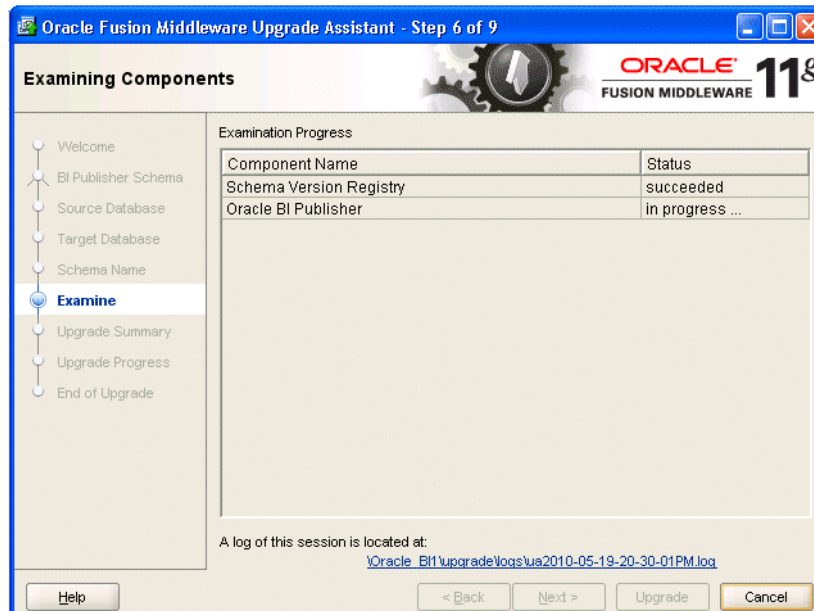 Oracle Fusion Middleware Upgrade Assistant - Step 6 of 9
Examining Components
ORACLE
FUSION MIDDLEWARE
11g
Welcome
BI Publisher Schema
Source Database
Target Database
Schema Name
Examine
Upgrade Summary
Upgrade Progress
End of Upgrade
Examination Progress
Component Name Status
Schema Version Registry succeeded
Oracle BI Publisher in progress ...
A log of this session is located at:
\Oracle_BI1\upgrade\logs\ua2010-05-19-20-30-01PM.log
Help < Back Next > Upgrade Cancel